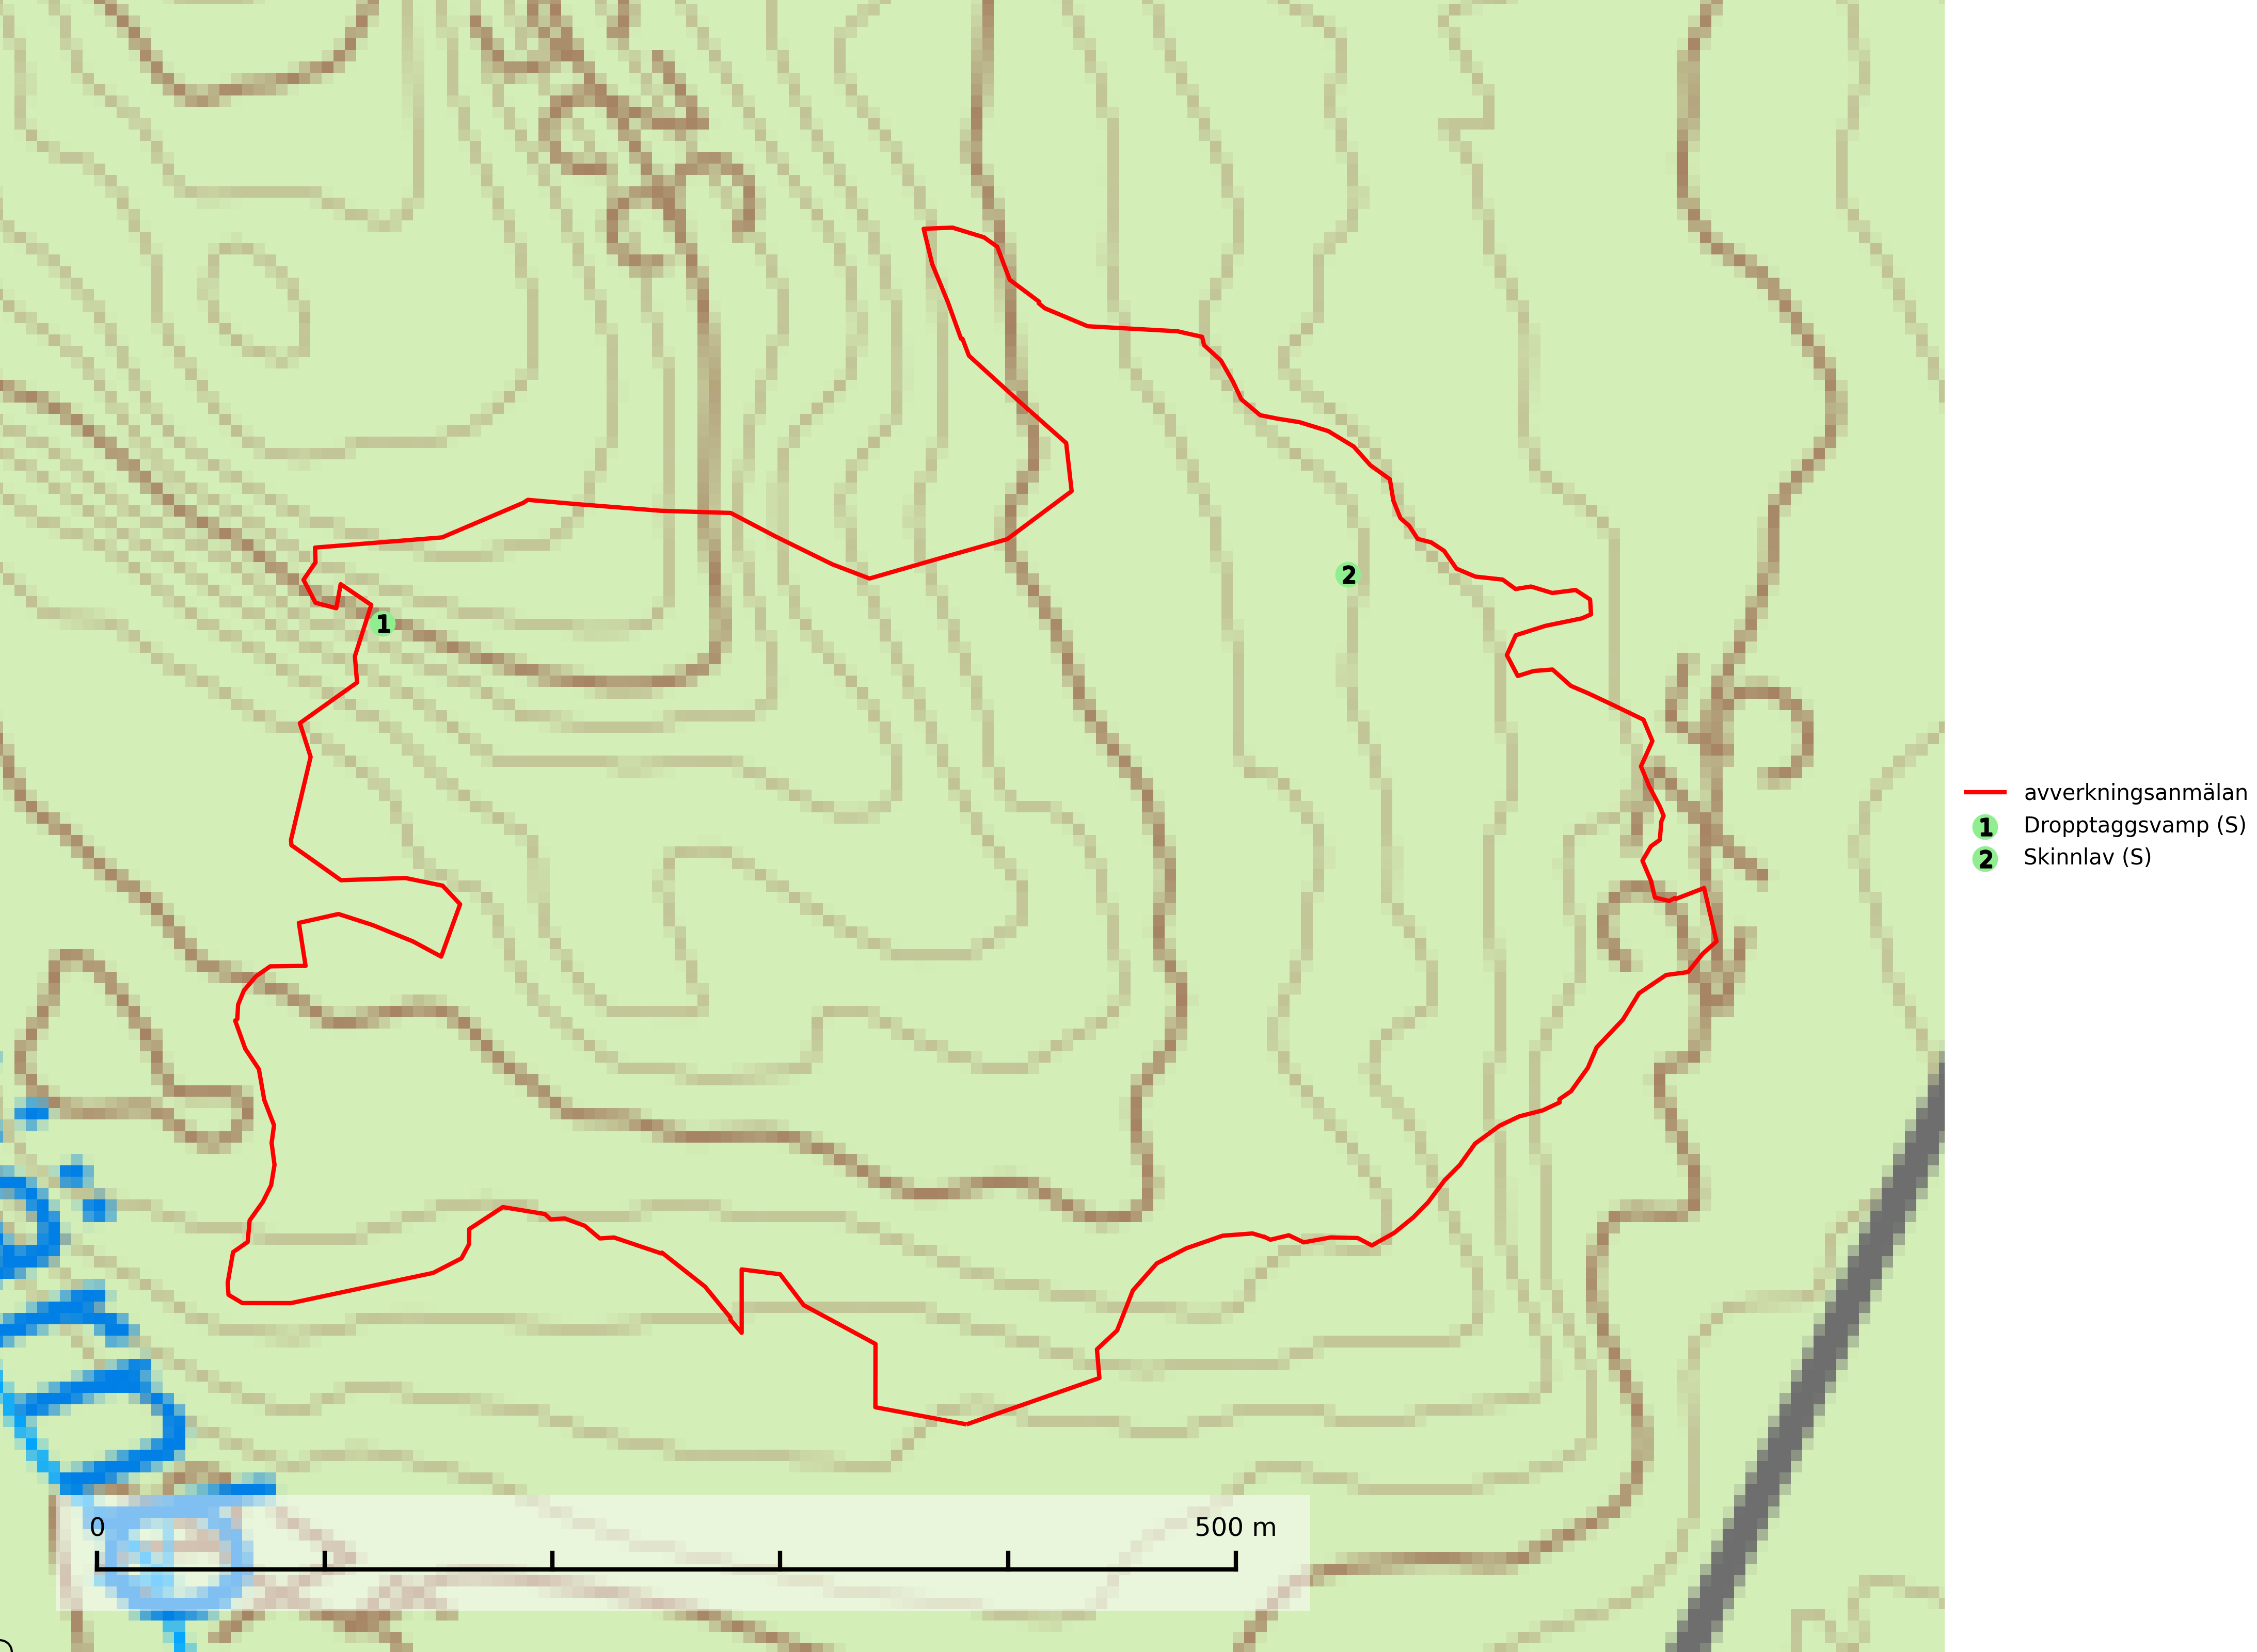 avverkningsanmälan
1 Dropptaggsvamp (S)
2 Skinnlav (S)
2
1
0 500 m